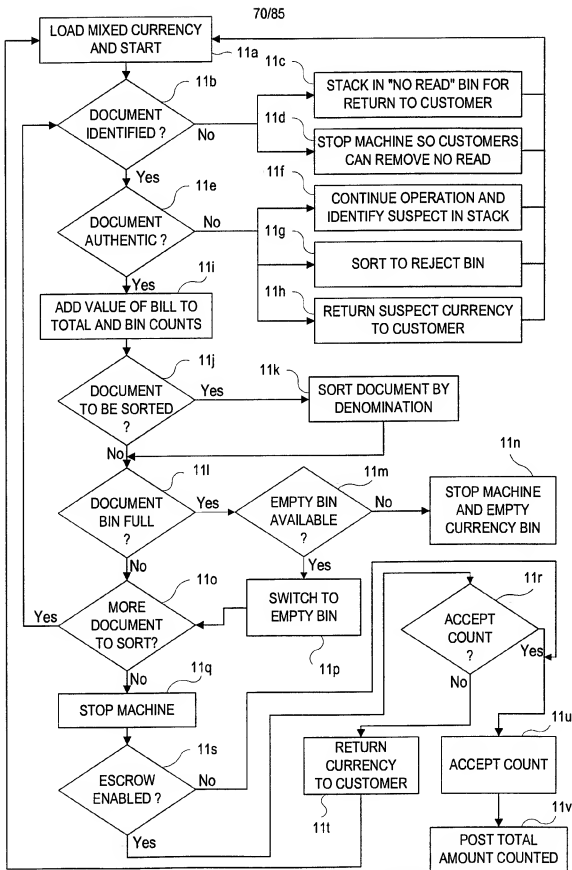 70/85
LOAD MIXED CURRENCY
AND START
11a
11b
DOCUMENT
IDENTIFIED ?
No
Yes
11c
STACK IN "NO READ" BIN FOR
RETURN TO CUSTOMER
11d
STOP MACHINE SO CUSTOMERS
CAN REMOVE NO READ
11e
DOCUMENT
AUTHENTIC ?
No
Yes
11f
CONTINUE OPERATION AND
IDENTIFY SUSPECT IN STACK
11g
SORT TO REJECT BIN
11h
RETURN SUSPECT CURRENCY
TO CUSTOMER
11i
ADD VALUE OF BILL TO
TOTAL AND BIN COUNTS
11j
DOCUMENT
TO BE SORTED
?
Yes
No
11k
SORT DOCUMENT BY
DENOMINATION
11l
DOCUMENT
BIN FULL
?
Yes
No
11m
EMPTY BIN
AVAILABLE
?
No
Yes
11n
STOP MACHINE
AND EMPTY
CURRENCY BIN
11o
MORE
DOCUMENT
TO SORT?
Yes
No
SWITCH TO
EMPTY BIN
11p
11q
STOP MACHINE
11r
ACCEPT
COUNT
?
Yes
No
11s
ESCROW
ENABLED ?
No
Yes
RETURN
CURRENCY
TO CUSTOMER
11t
11u
ACCEPT COUNT
11v
POST TOTAL
AMOUNT COUNTED